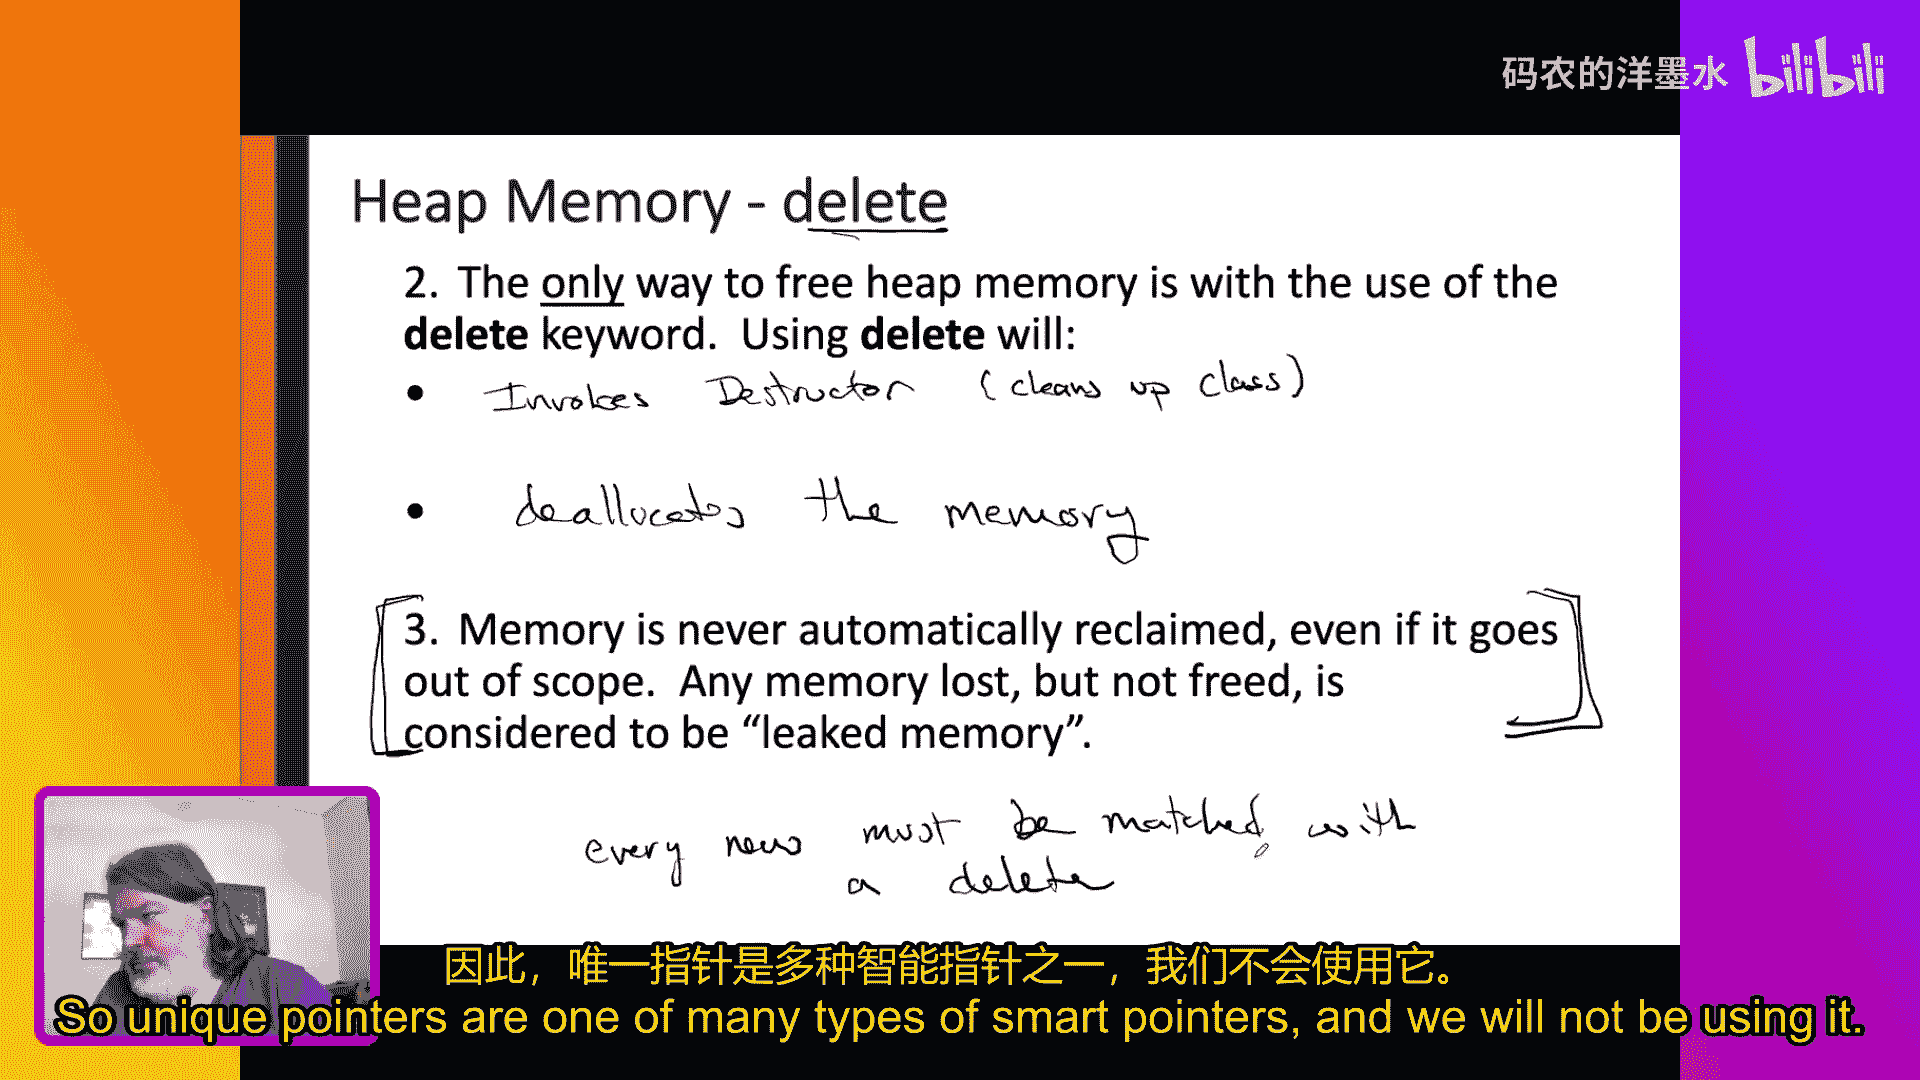 码农的洋墨水 bilibili
Heap Memory - delete
2. The only way to free heap memory is with the use of the
delete keyword. Using delete will:
• Invokes Destructor (cleans up class)
• deallocates the memory
3. Memory is never automatically reclaimed, even if it goes
out of scope. Any memory lost, but not freed, is
considered to be “leaked memory”.
every new must be matched with
a delete
因此，唯一指针是多种智能指针之一，我们不会使用它。
So unique pointers are one of many types of smart pointers, and we will not be using it.